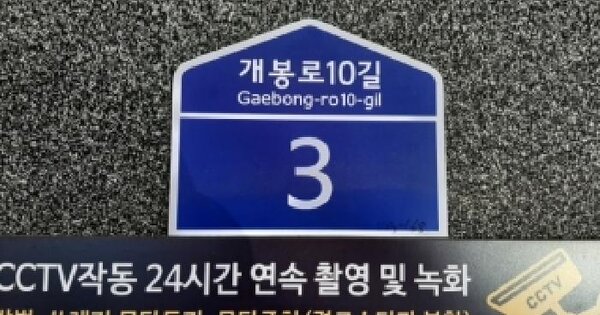 개봉로10길
Gaebong-ro10-gil
3
CCTV작동 24시간 연속 촬영 및 녹화
CCTV